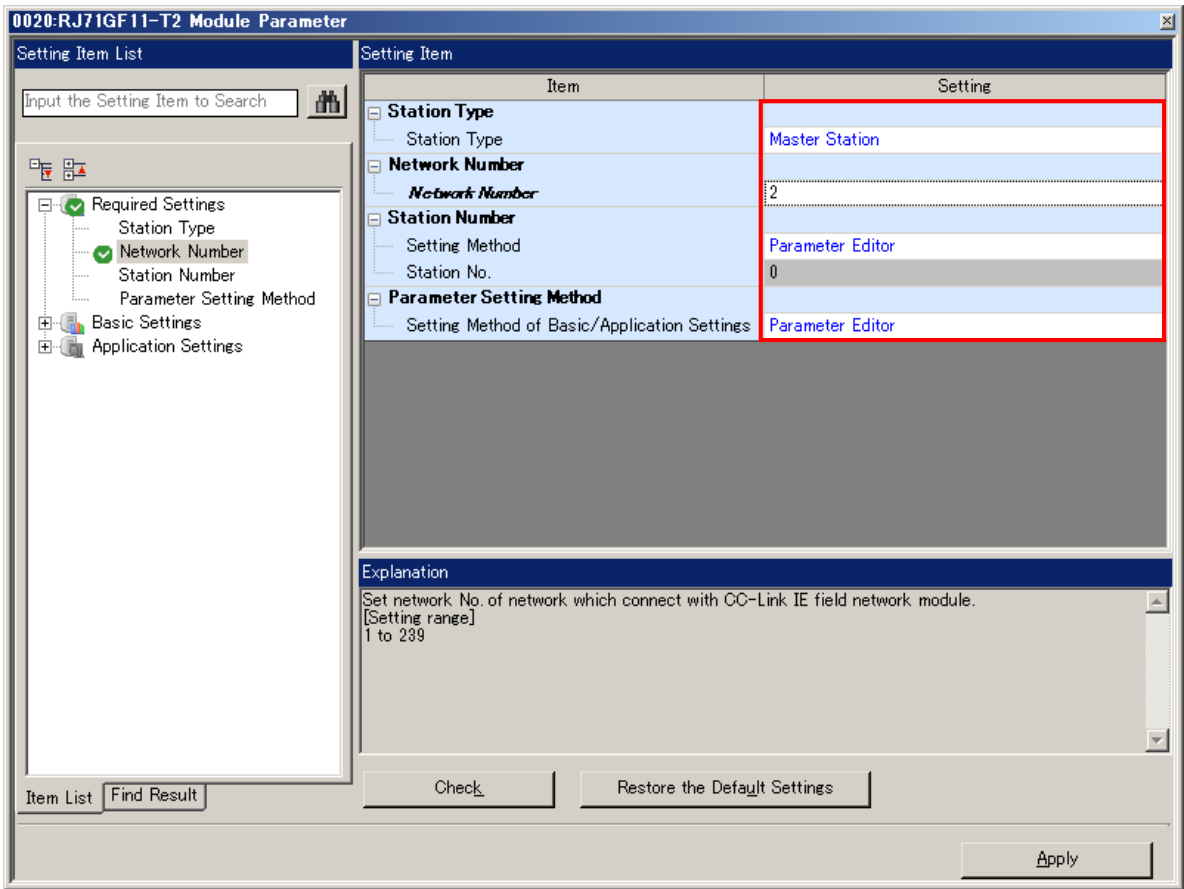 0020:RJ71GF11-T2 Module Parameter
Setting Item List
Input the Setting Item to Search
Required Settings
Station Type
Network Number
Station Number
Parameter Setting Method
Basic Settings
Application Settings
Item List Find Result
Setting Item
Item Setting
Station Type
Station Type Master Station
Network Number
Network Number 2
Station Number
Setting Method Parameter Editor
Station No. 0
Parameter Setting Method
Setting Method of Basic/Application Settings Parameter Editor
Explanation
Set network No. of network which connect with CC-Link IE field network module.
[Setting range]
1 to 239
Check Restore the Default Settings
Apply